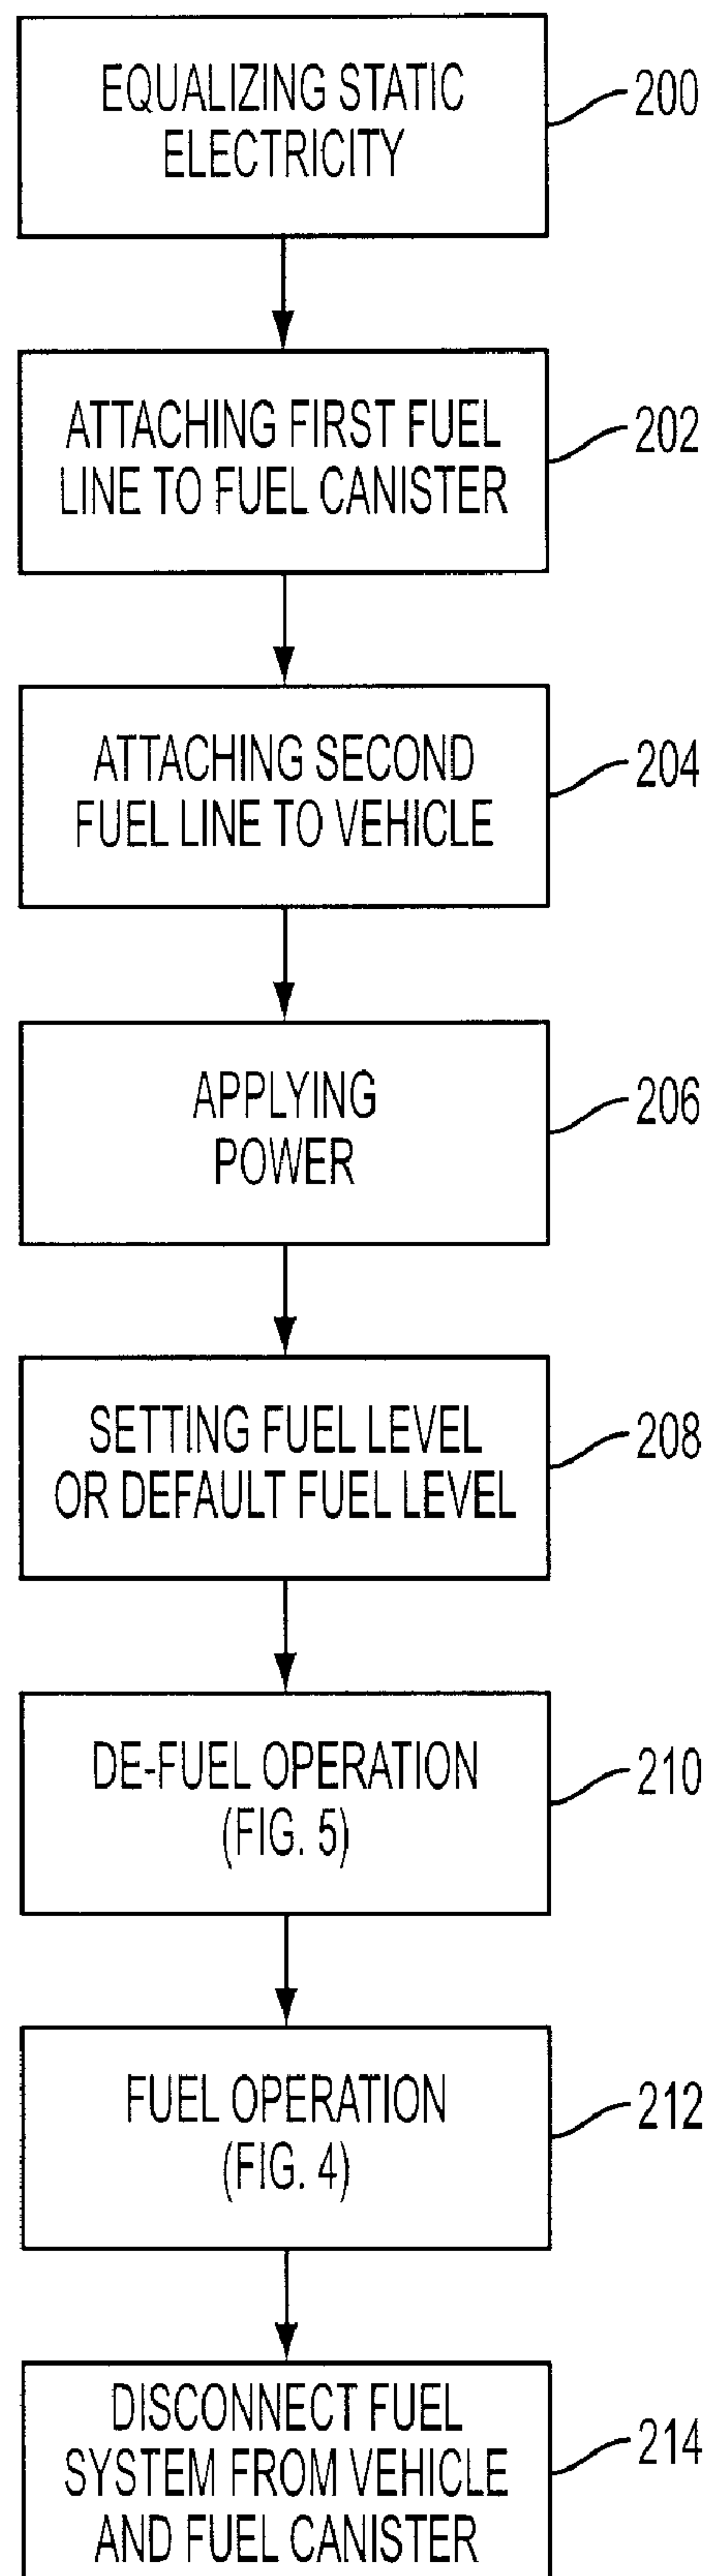 EQUALIZING STATIC
ELECTRICITY
200
ATTACHING FIRST FUEL
LINE TO FUEL CANISTER
202
ATTACHING SECOND
FUEL LINE TO VEHICLE
204
APPLYING
POWER
206
SETTING FUEL LEVEL
OR DEFAULT FUEL LEVEL
208
DE-FUEL OPERATION
(FIG. 5)
210
FUEL OPERATION
(FIG. 4)
212
DISCONNECT FUEL
SYSTEM FROM VEHICLE
AND FUEL CANISTER
214